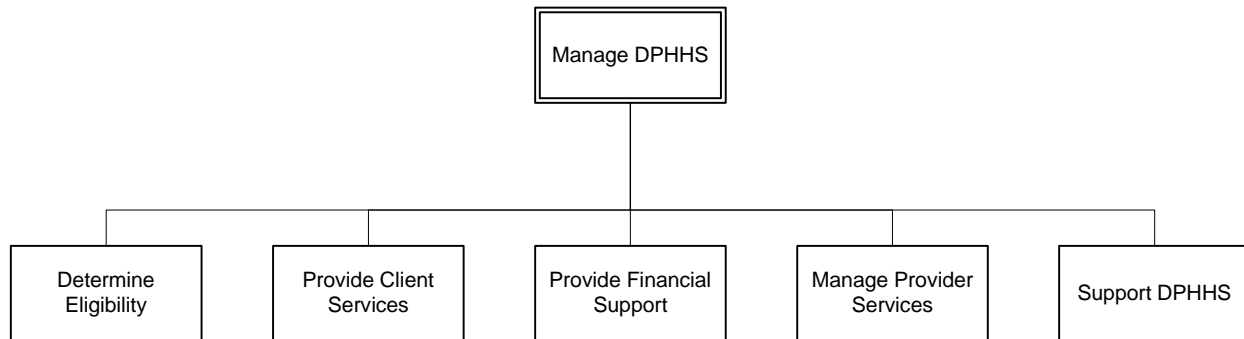 Manage DPHHS
Determine
Eligibility
Provide Client
Services
Provide Financial
Support
Manage Provider
Services
Support DPHHS